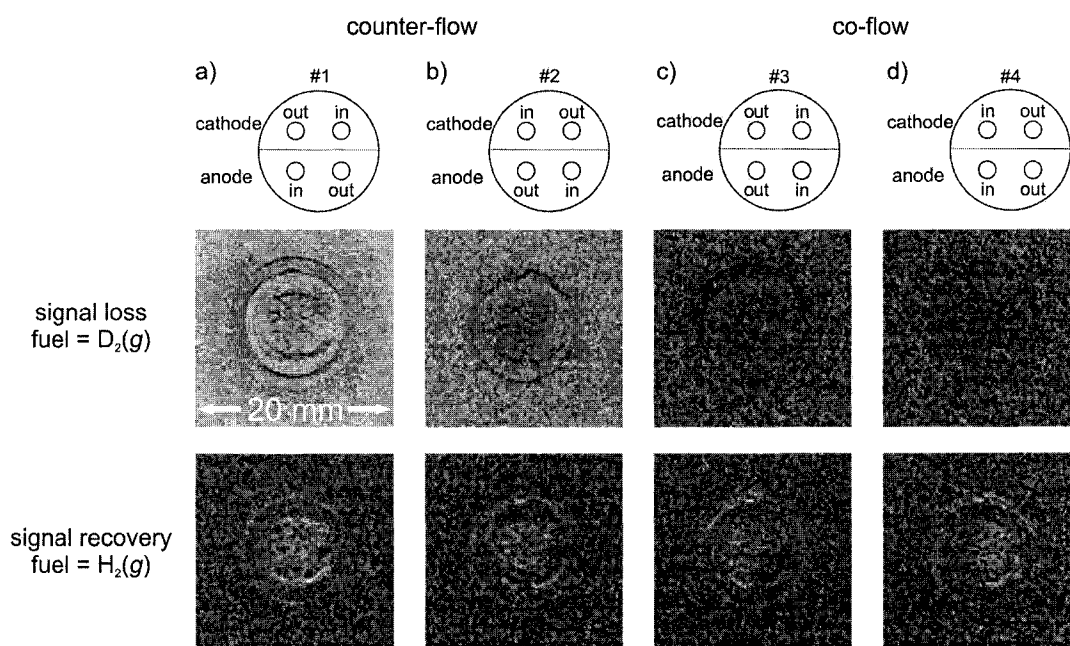 counter-flow co-flow
a) #1 b) #2 c) #3 d) #4
cathode out in cathode in out cathode out in cathode in out
anode in out anode out in anode out in anode in out
signal loss
fuel = D₂(g)
20 mm
signal recovery
fuel = H₂(g)